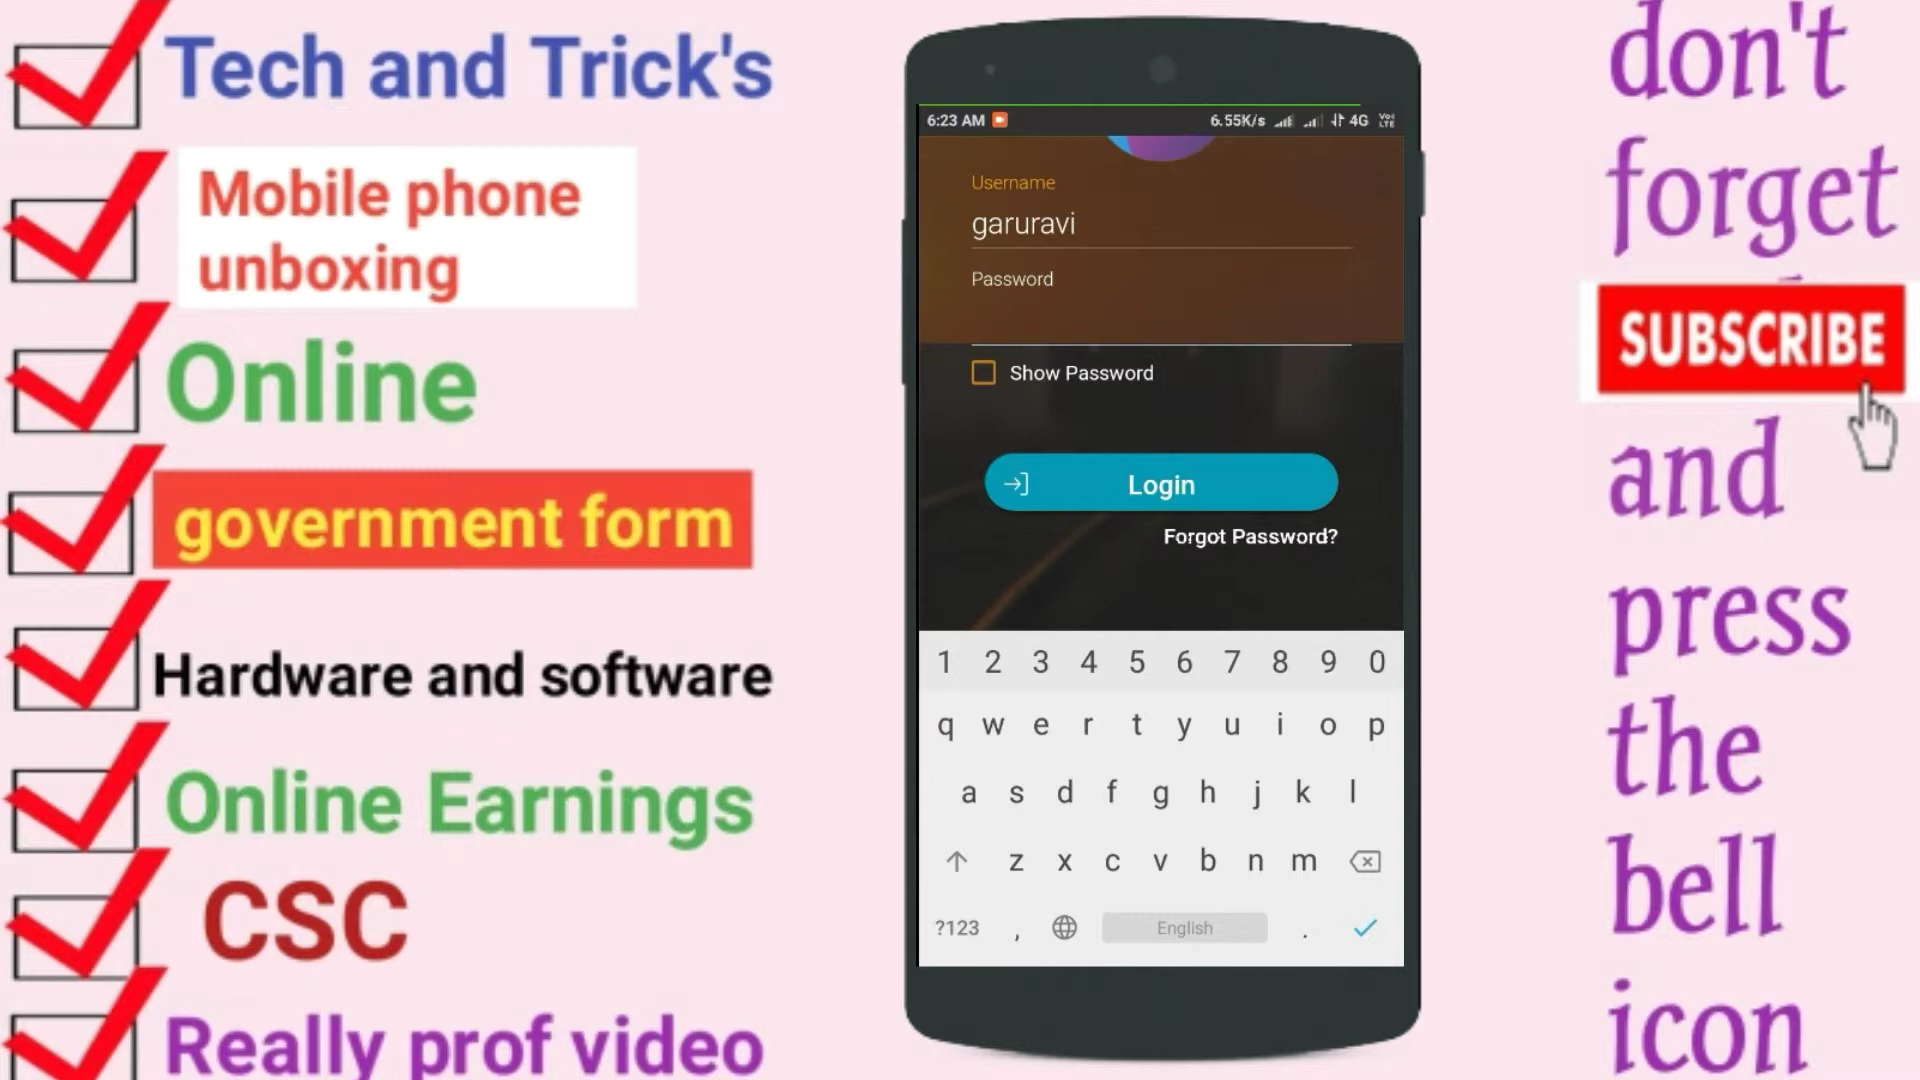 Tech and Trick's
Mobile phone
unboxing
Online
government form
Hardware and software
Online Earnings
CSC
Really prof video
6:23 AM 6.55K/s 4G Vo) LTE
Username
garuravi
Password
Show Password
Login
Forgot Password?
1 2 3 4 5 6 7 8 9 0
q w e r t y u i o p
a s d f g h j k l
z x c v b n m
?123 , English .
don't
forget
SUBSCRIBE
and
press
the
bell
icon